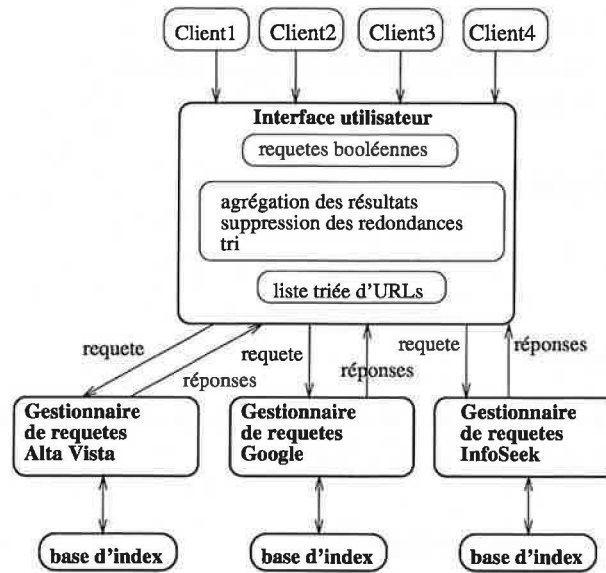 Client1
Client2
Client3
Client4
Interface utilisateur
requetes booléennes
agrégation des résultats
suppression des redondances
tri
liste triée d'URLs
requete
réponses
requete
réponses
requete
réponses
Gestionnaire
de requetes
Alta Vista
Gestionnaire
de requetes
Google
Gestionnaire
de requetes
InfoSeek
base d'index
base d'index
base d'index